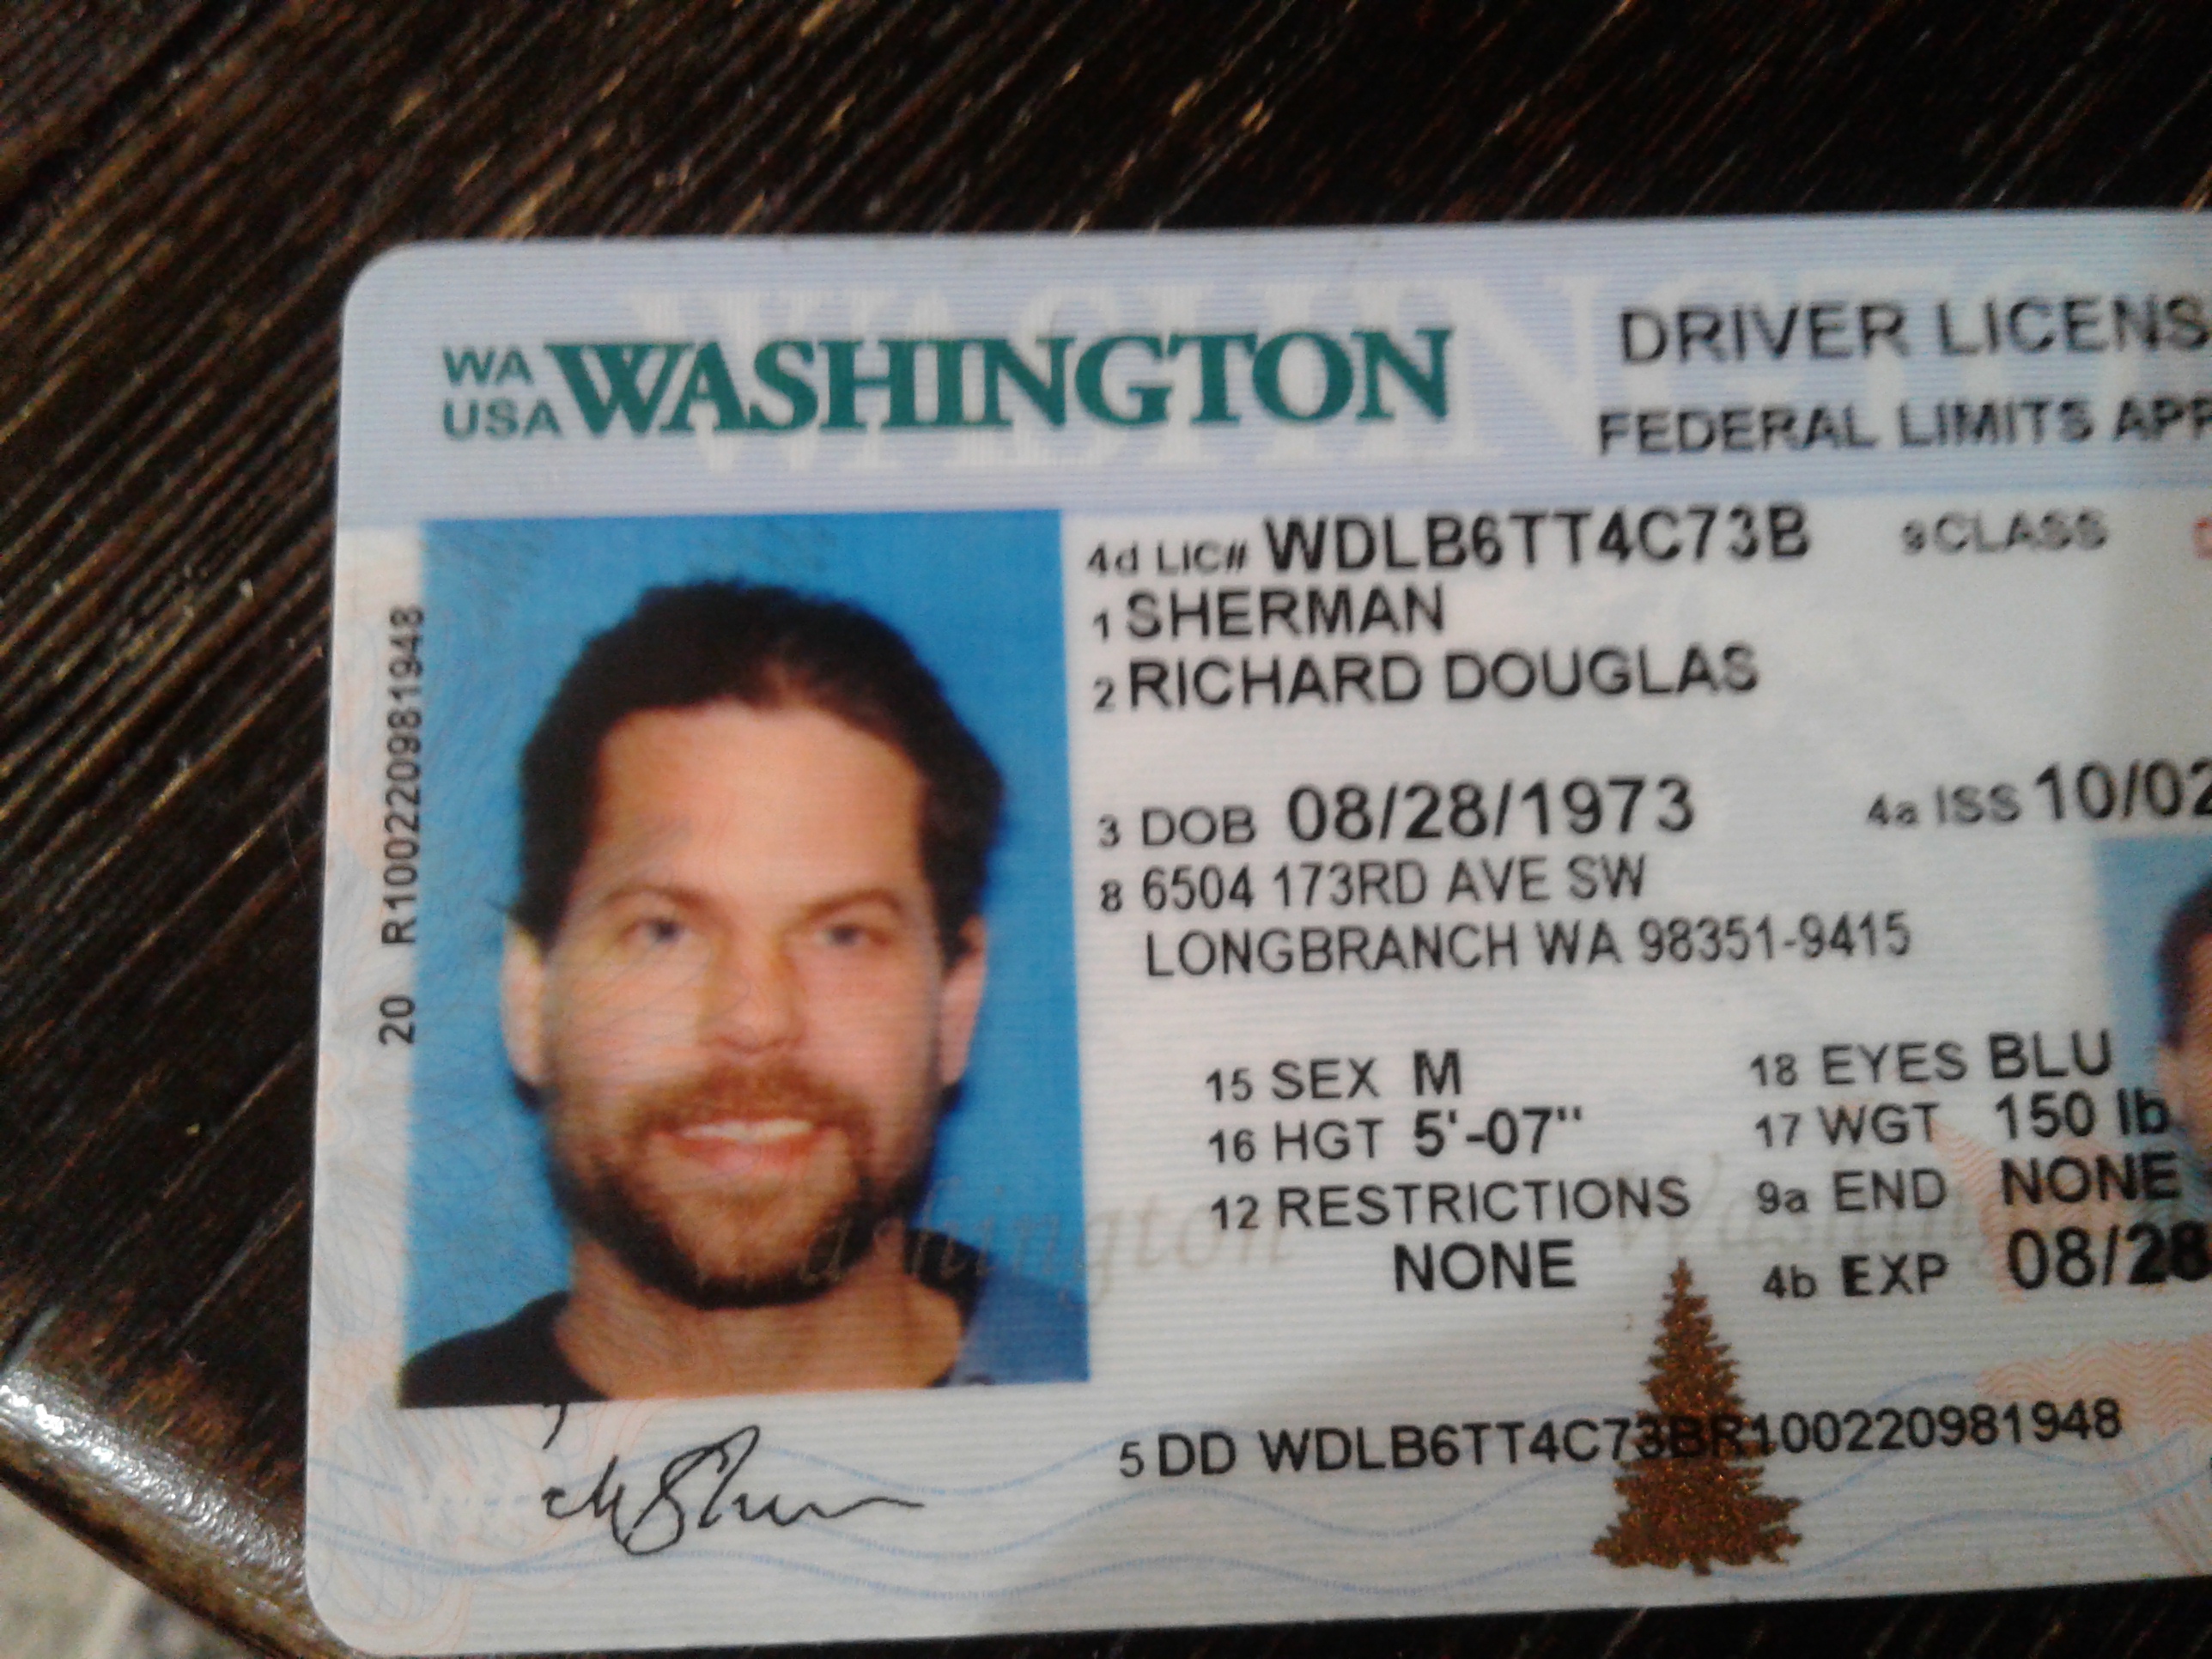 WASHINGTON
WA
USA WASHINGTON
DRIVER LICENS
FEDERAL LIMITS APP
4d LIC# WDLB6TT4C73B 9 CLASS
1 SHERMAN
2 RICHARD DOUGLAS
3 DOB 08/28/1973 4a ISS 10/02
8 6504 173RD AVE SW
LONGBRANCH WA 98351-9415
15 SEX M 18 EYES BLU
16 HGT 5'-07" 17 WGT 150 lb
12 RESTRICTIONS 9a END NONE
NONE 4b EXP 08/28
Washington Washing
5 DD WDLB6TT4C73BR100220981948
20 R100220981948